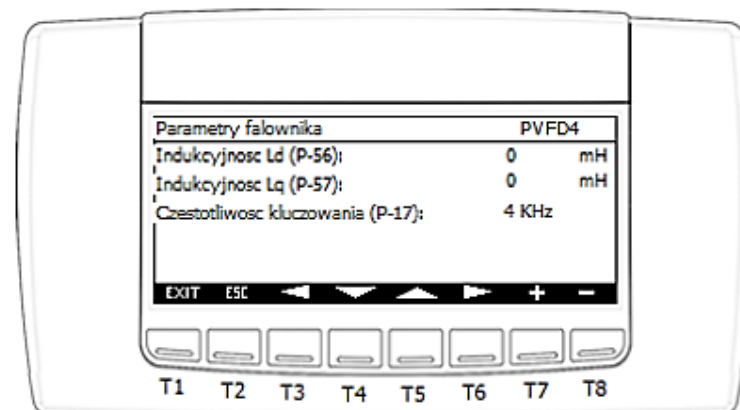 Parametry falownika PVFD4
Indukcyjnosc Ld (P-56): 0 mH
Indukcyjnosc Lq (P-57): 0 mH
Czestotliwosc kluczowania (P-17): 4 KHz
EXIT ESC + -
T1 T2 T3 T4 T5 T6 T7 T8